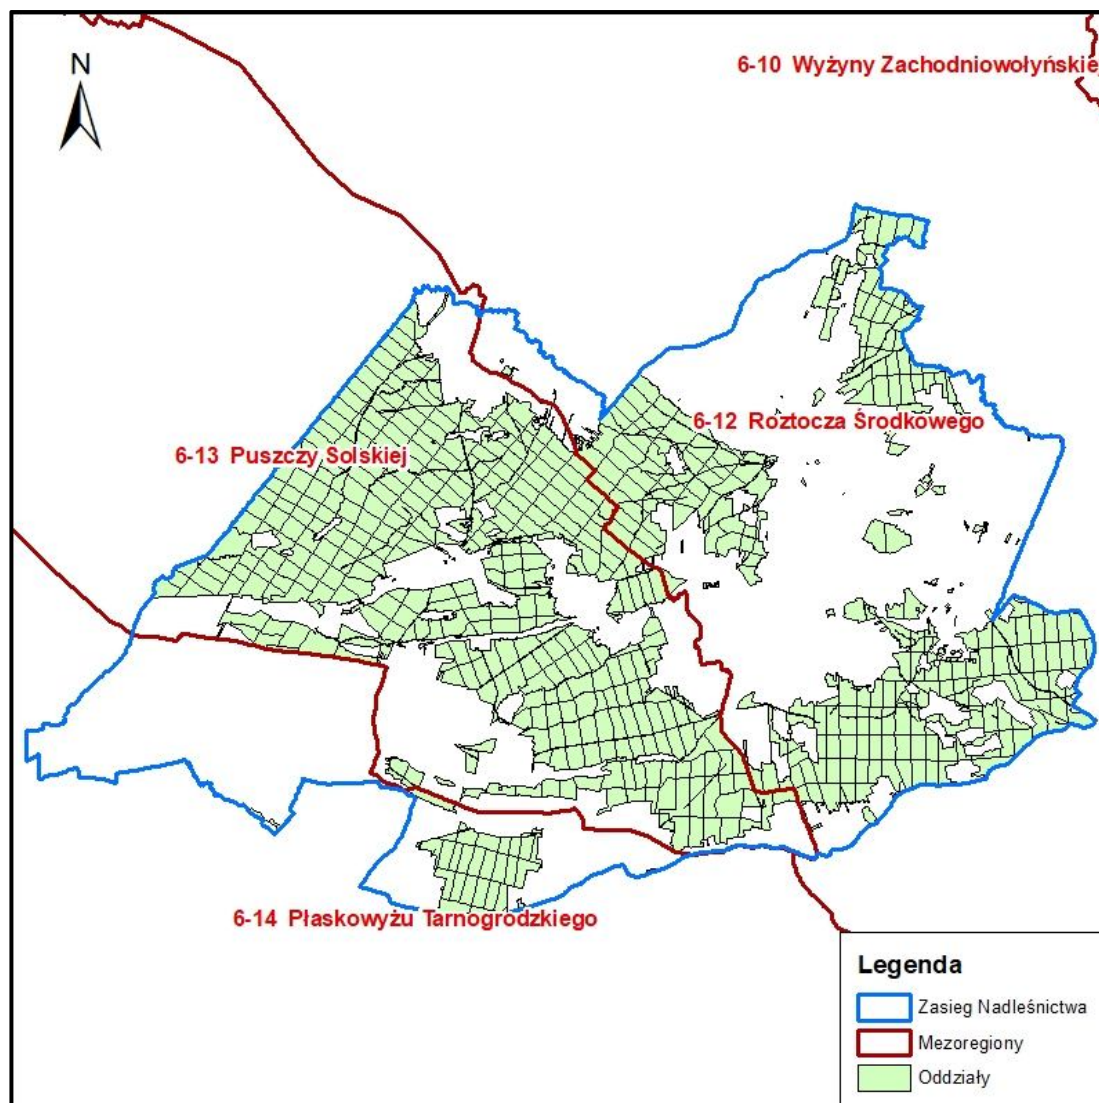 N
6-10 Wyżyny Zachodniowołyńskiej
6-12 Roztocza Środkowego
6-13 Puszczy Solskiej
6-14 Płaskowyżu Tarnogrodzkiego
Legenda
Zasieg Nadleśnictwa
Mezoregiony
Oddziały